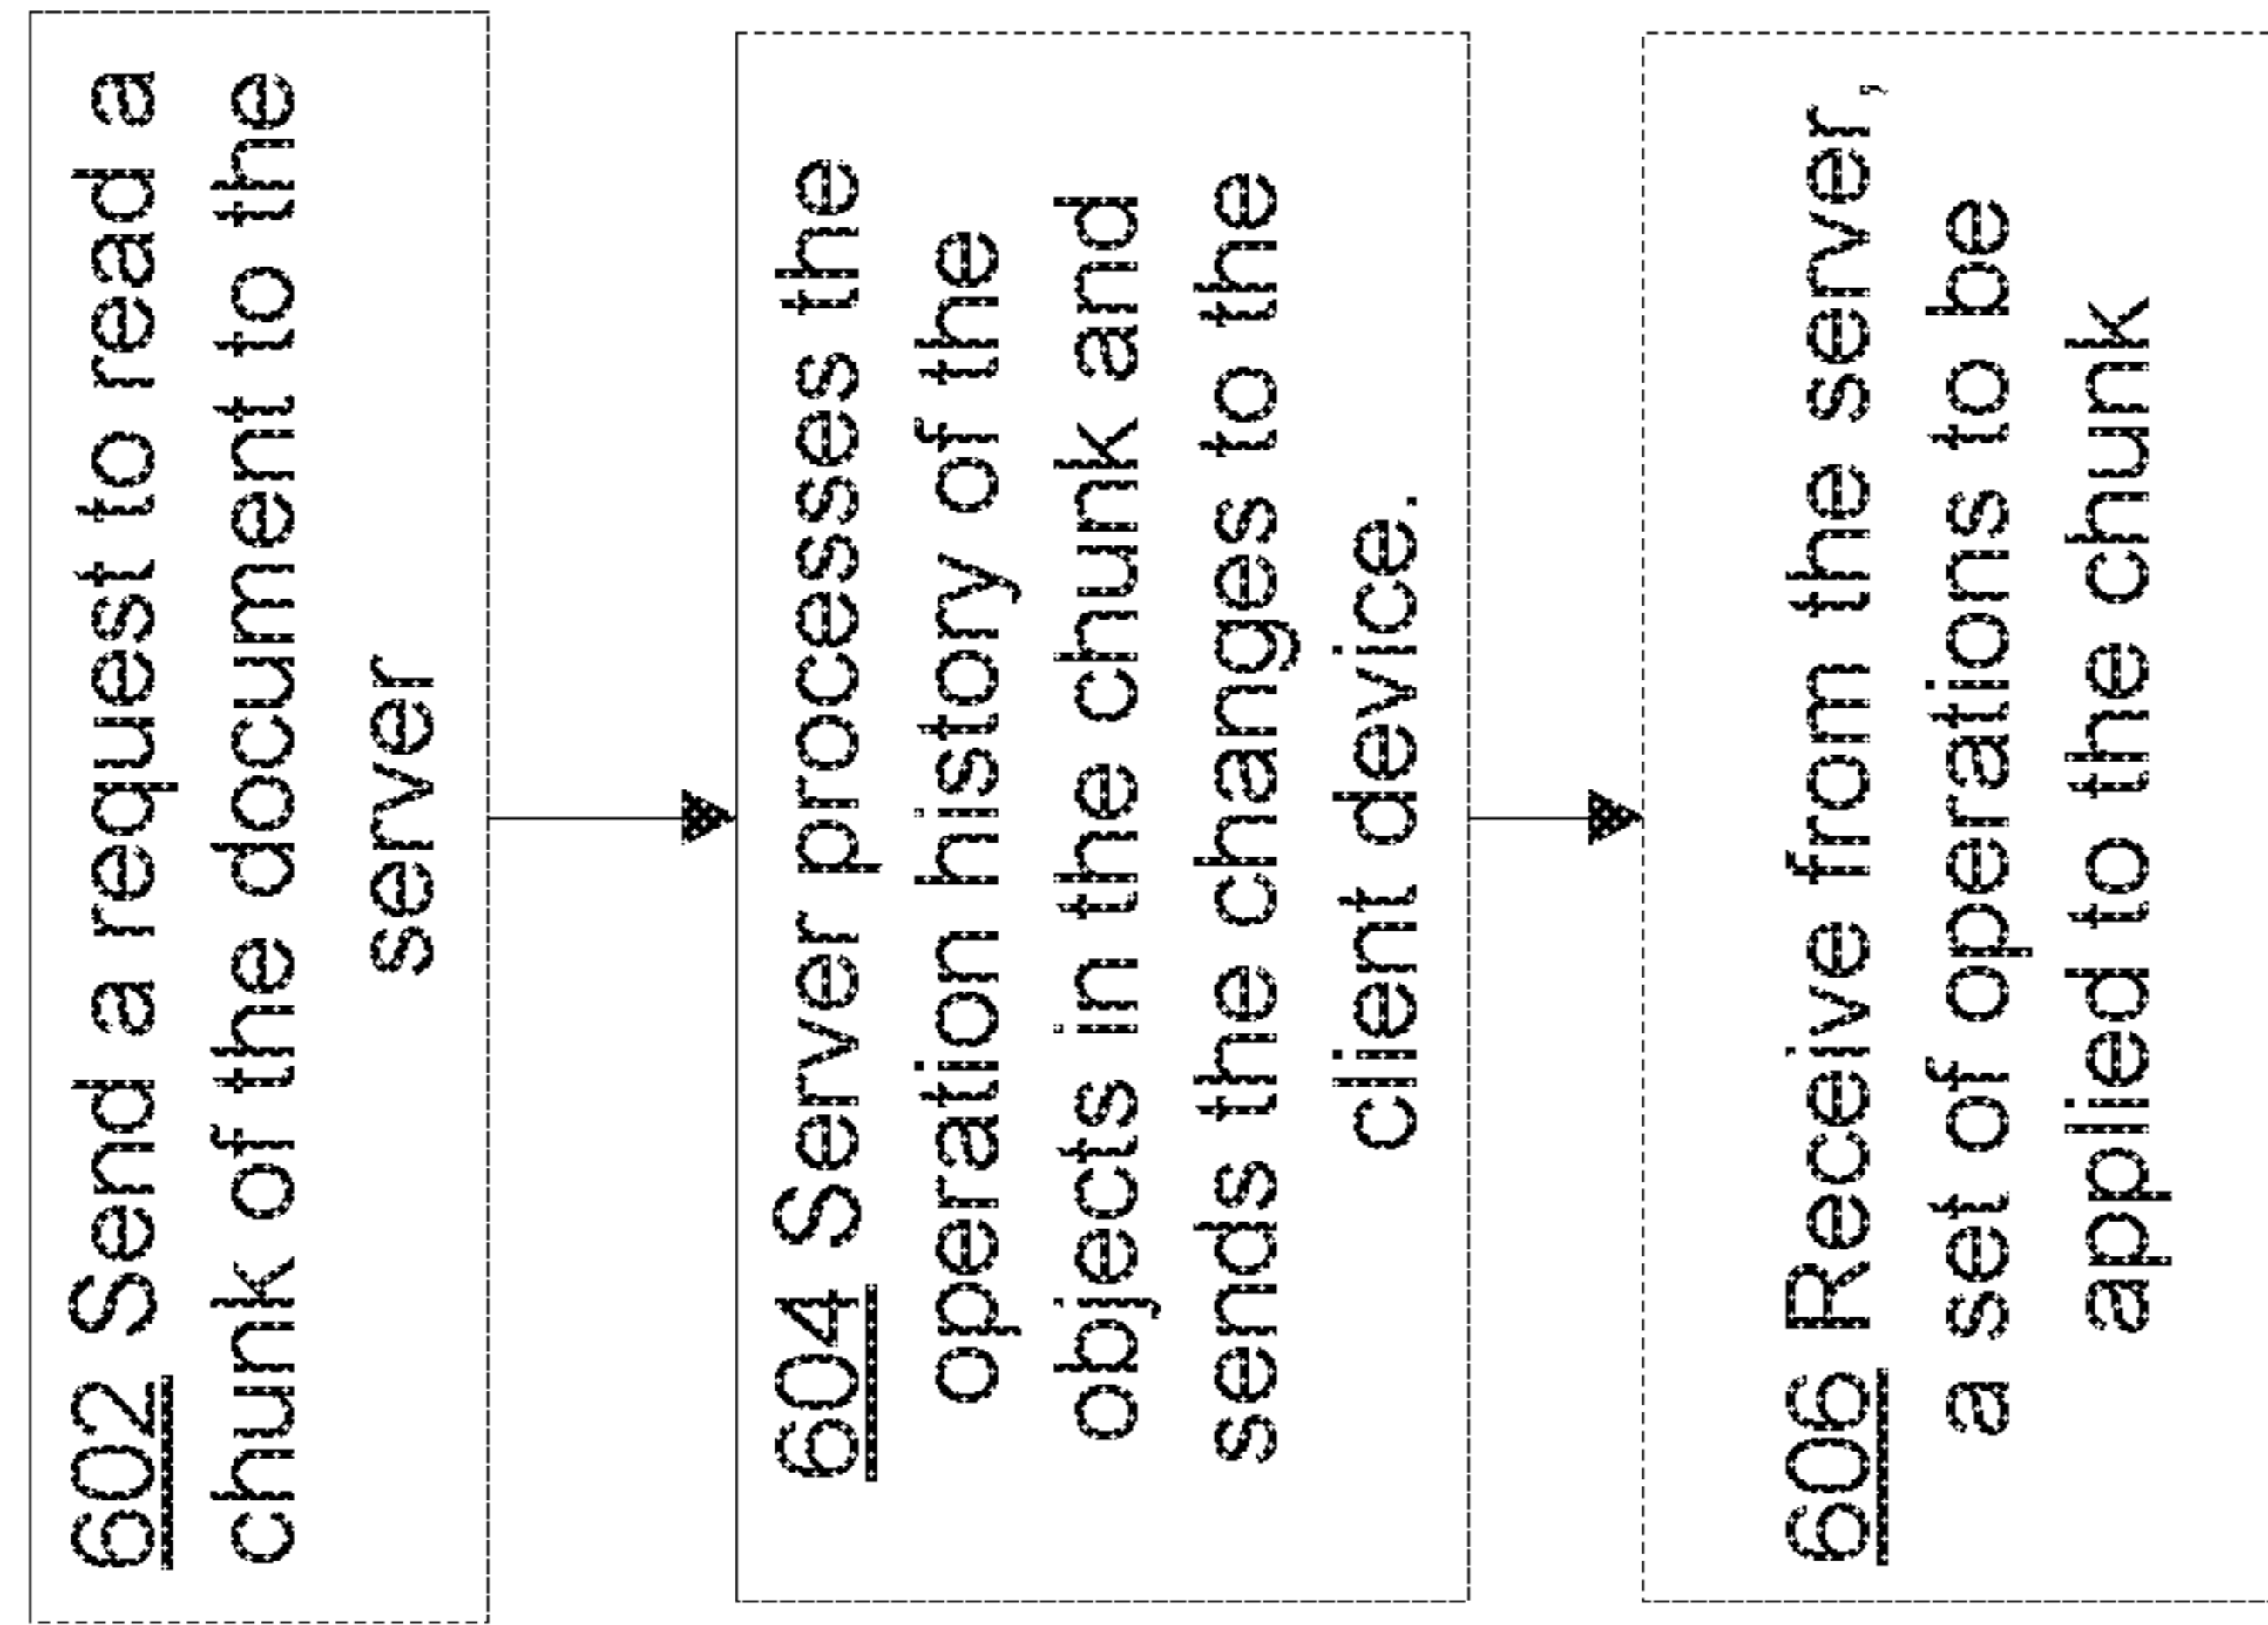 602 Send a request to read a
chunk of the document to the
server
604 Server processes the
operation history of the
objects in the chunk and
sends the changes to the
client device.
606 Receive from the server,
a set of operations to be
applied to the chunk